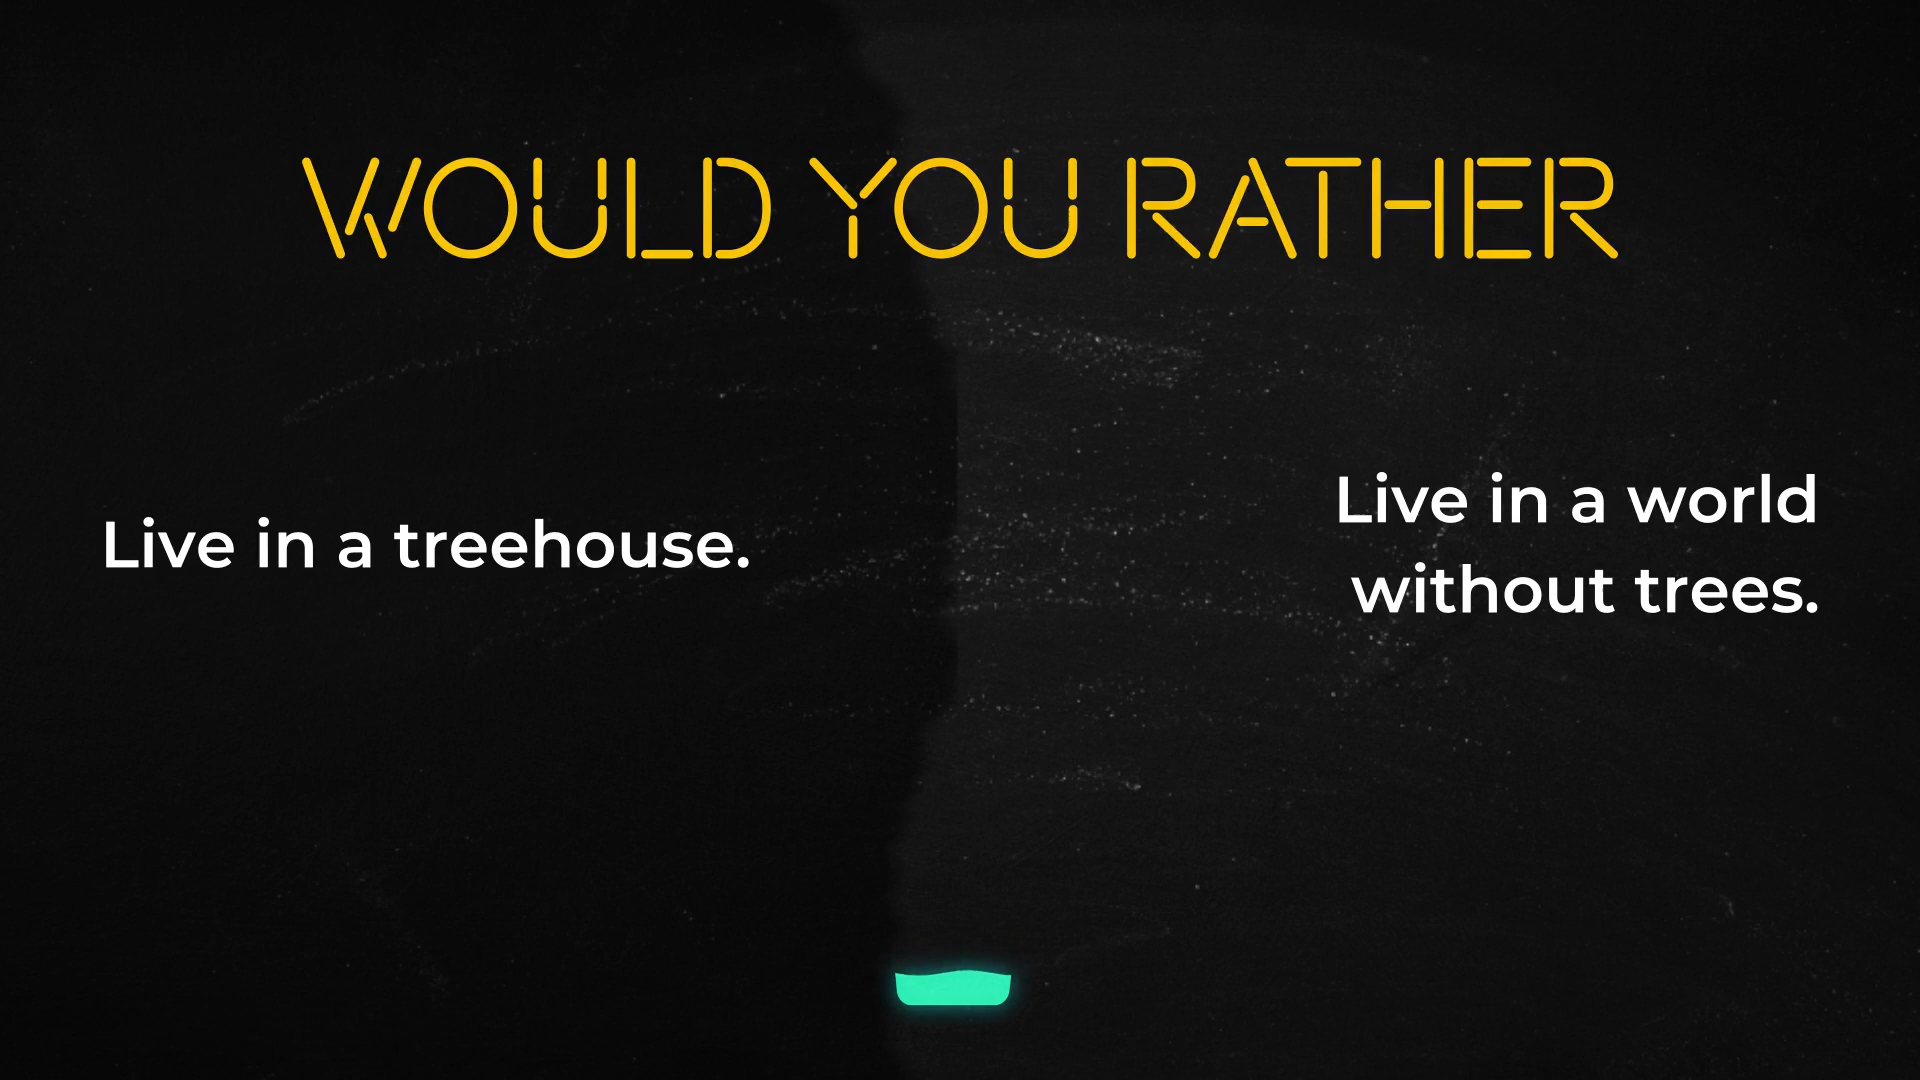 WOULD YOU RATHER
Live in a treehouse.
Live in a world
without trees.